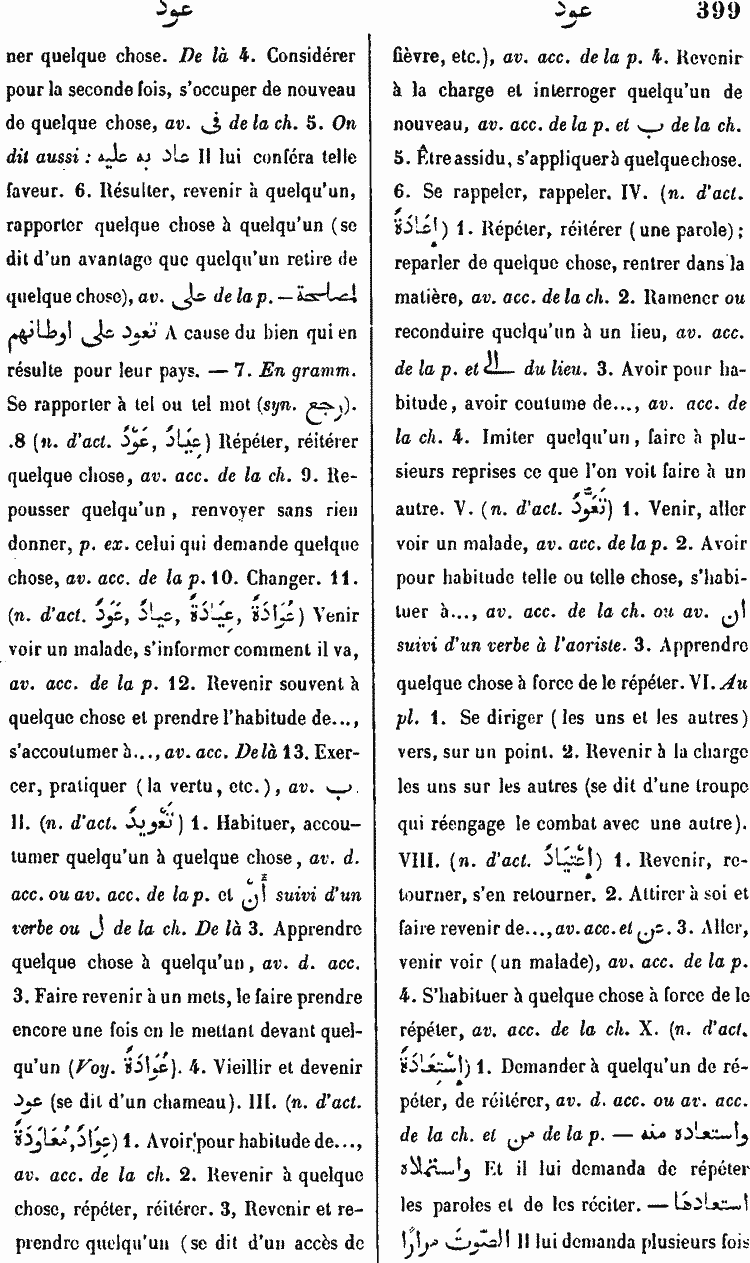 عود
عود
399
ner quelque chose. De là 4. Considérer
pour la seconde fois, s'occuper de nouveau
de quelque chose, av. فى de la ch. 5. On
dit aussi : عاد به عليه Il lui conféra telle
faveur. 6. Résulter, revenir à quelqu'un,
rapporter quelque chose à quelqu'un (se
dit d'un avantage que quelqu'un retire de
quelque chose), av. على de la p. — لمصلحة
تعود على اوطانهم A cause du bien qui en
résulte pour leur pays. — 7. En gramm.
Se rapporter à tel ou tel mot (syn. رجع).
.8 (n. d'act. عِيَادٌ, عَوْدٌ) Répéter, réitérer
quelque chose, av. acc. de la ch. 9. Re-
pousser quelqu'un, renvoyer sans rien
donner, p. ex. celui qui demande quelque
chose, av. acc. de la p. 10. Changer. 11.
(n. d'act. عَوْدٌ, عِيادٌ, عِيَادَةٌ, عُوَادَةٌ) Venir
voir un malade, s'informer comment il va,
av. acc. de la p. 12. Revenir souvent à
quelque chose et prendre l'habitude de...,
s'accoutumer à..., av. acc. De là 13. Exer-
cer, pratiquer (la vertu, etc.), av. ب.
II. (n. d'act. تَعْوِيدٌ) 1. Habituer, accou-
tumer quelqu'un à quelque chose, av. d.
acc. ou av. acc. de la p. et أَنْ suivi d'un
verbe ou ل de la ch. De là 3. Apprendre
quelque chose à quelqu'un, av. d. acc.
3. Faire revenir à un mets, le faire prendre
encore une fois en le mettant devant quel-
qu'un (Voy. عُوَادَةٌ). 4. Vieillir et devenir
عود (se dit d'un chameau). III. (n. d'act.
عِوَادٌ, مُعَاوَدَةٌ) 1. Avoir pour habitude de...,
av. acc. de la ch. 2. Revenir à quelque
chose, répéter, réitérer. 3, Revenir et re-
prendre quelqu'un (se dit d'un accès de
fièvre, etc.), av. acc. de la p. 4. Revenir
à la charge et interroger quelqu'un de
nouveau, av. acc. de la p. et ب de la ch.
5. Être assidu, s'appliquer à quelque chose.
6. Se rappeler, rappeler. IV. (n. d'act.
إِعَادَةٌ) 1. Répéter, réitérer (une parole);
reparler de quelque chose, rentrer dans la
matière, av. acc. de la ch. 2. Ramener ou
reconduire quelqu'un à un lieu, av. acc.
de la p. et الى du lieu. 3. Avoir pour ha-
bitude, avoir coutume de..., av. acc. de
la ch. 4. Imiter quelqu'un, faire à plu-
sieurs reprises ce que l'on voit faire à un
autre. V. (n. d'act. تَعَوُّدٌ) 1. Venir, aller
voir un malade, av. acc. de la p. 2. Avoir
pour habitude telle ou telle chose, s'habi-
tuer à..., av. acc. de la ch. ou av. أن
suivi d'un verbe à l'aoriste. 3. Apprendre
quelque chose à force de le répéter. VI. Au
pl. 1. Se diriger (les uns et les autres)
vers, sur un point. 2. Revenir à la charge
les uns sur les autres (se dit d'une troupe
qui réengage le combat avec une autre).
VIII. (n. d'act. إِعْتِيَادٌ) 1. Revenir, re-
tourner, s'en retourner. 2. Attirer à soi et
faire revenir de..., av. acc. et عن. 3. Aller,
venir voir (un malade), av. acc. de la p.
4. S'habituer à quelque chose à force de le
répéter, av. acc. de la ch. X. (n. d'act.
إِسْتِعَادَةٌ) 1. Demander à quelqu'un de ré-
péter, de réitérer, av. d. acc. ou av. acc.
de la ch. et من de la p. — واستعاده منه
واستملاه Et il lui demanda de répéter
les paroles et de les réciter. — استعادهَا
الصَّوْتَ مرارًا Il lui demanda plusieurs fois